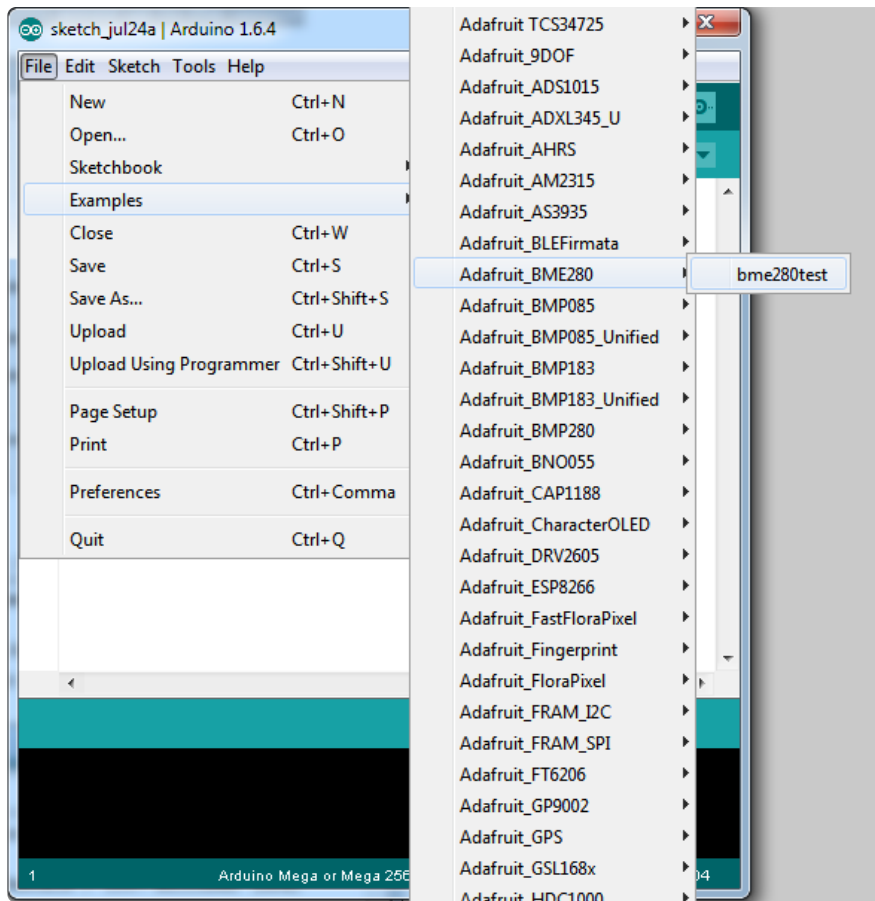 sketch_jul24a | Arduino 1.6.4
File Edit Sketch Tools Help
New Ctrl+N
Open... Ctrl+O
Sketchbook
Examples
Close Ctrl+W
Save Ctrl+S
Save As... Ctrl+Shift+S
Upload Ctrl+U
Upload Using Programmer Ctrl+Shift+U
Page Setup Ctrl+Shift+P
Print Ctrl+P
Preferences Ctrl+Comma
Quit Ctrl+Q
Adafruit TCS34725
Adafruit_9DOF
Adafruit_ADS1015
Adafruit_ADXL345_U
Adafruit_AHRS
Adafruit_AM2315
Adafruit_AS3935
Adafruit_BLEFirmata
Adafruit_BME280
bme280test
Adafruit_BMP085
Adafruit_BMP085_Unified
Adafruit_BMP183
Adafruit_BMP183_Unified
Adafruit_BMP280
Adafruit_BNO055
Adafruit_CAP1188
Adafruit_CharacterOLED
Adafruit_DRV2605
Adafruit_ESP8266
Adafruit_FastFloraPixel
Adafruit_Fingerprint
Adafruit_FloraPixel
Adafruit_FRAM_I2C
Adafruit_FRAM_SPI
Adafruit_FT6206
Adafruit_GP9002
Adafruit_GPS
Adafruit_GSL168x
Adafruit_HDC1000
1 Arduino Mega or Mega 256 04